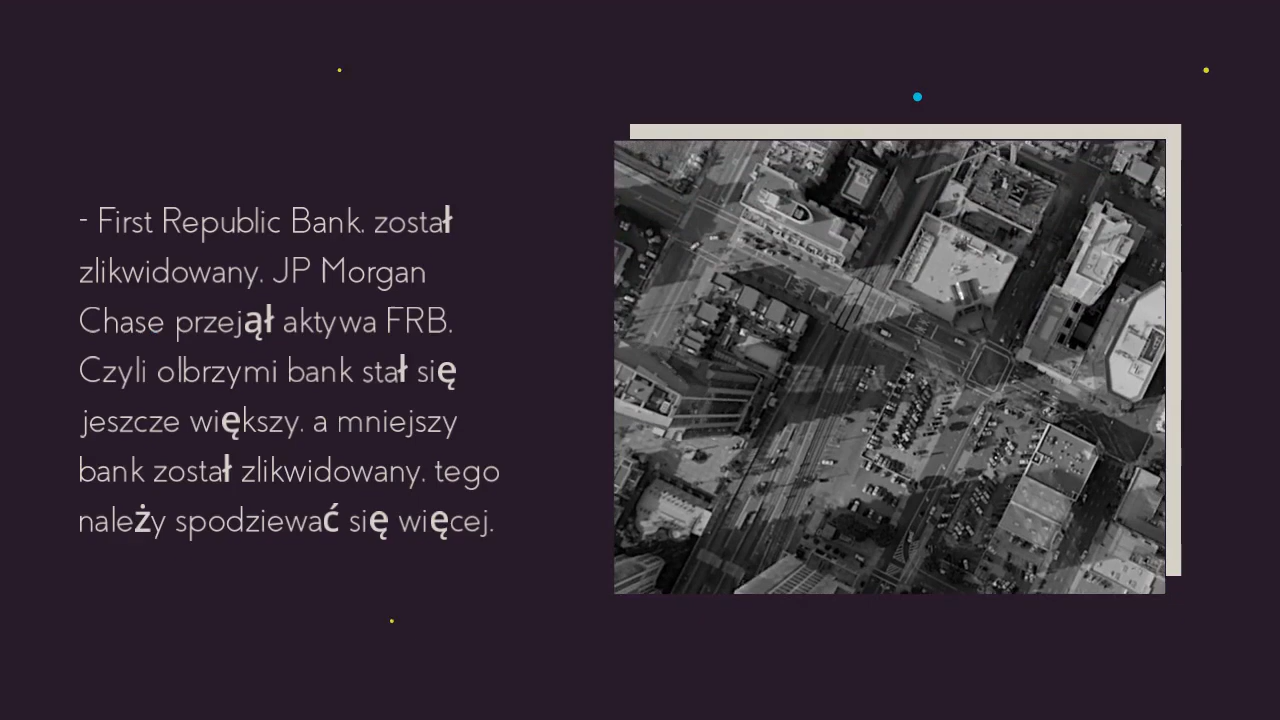 - First Republic Bank. został
zlikwidowany. JP Morgan
Chase przejął aktywa FRB.
Czyli olbrzymi bank stał się
jeszcze większy. a mniejszy
bank został zlikwidowany. tego
należy spodziewać się więcej.